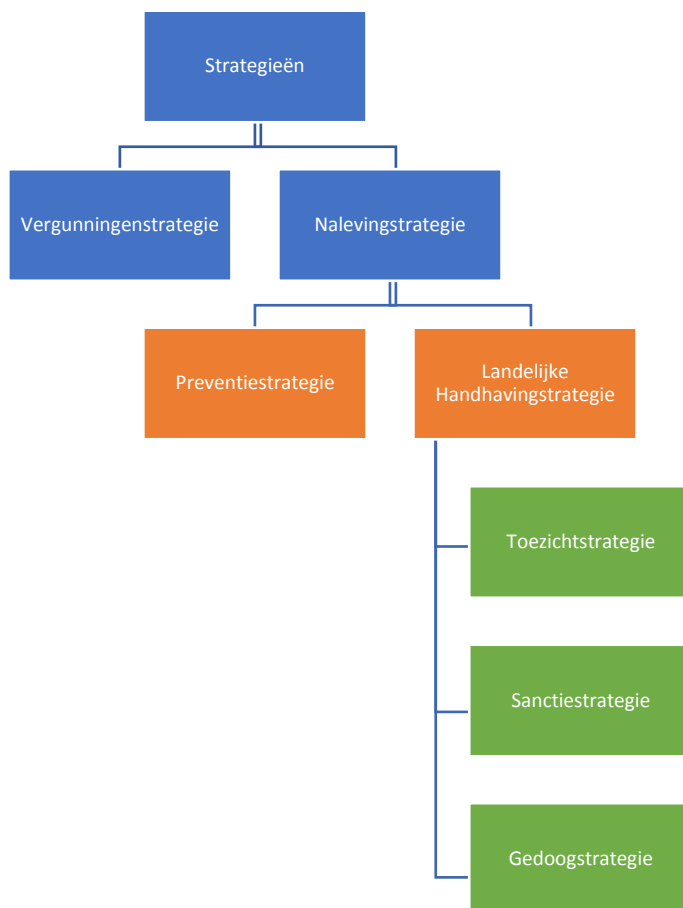 Strategieën
Vergunningenstrategie
Nalevingstrategie
Preventiestrategie
Landelijke
Handhavingstrategie
Toezichtstrategie
Sanctiestrategie
Gedoogstrategie